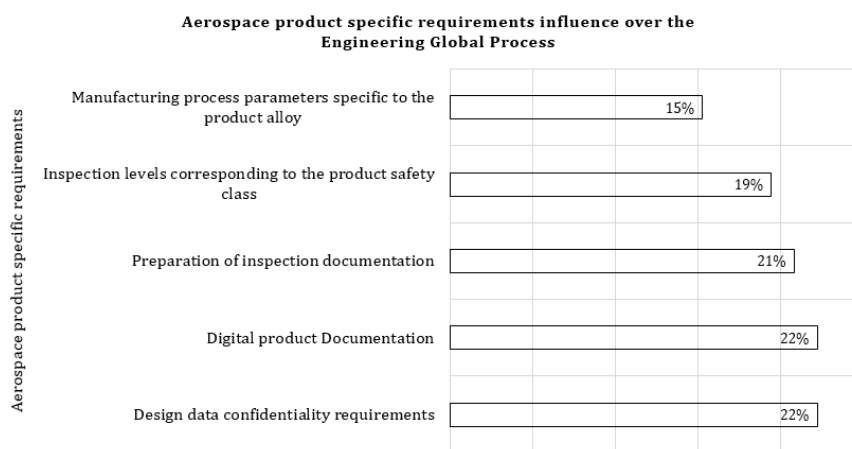 Aerospace product specific requirements influence over the
Engineering Global Process
Aerospace product specific requirements
Manufacturing process parameters specific to the
product alloy
15%
Inspection levels corresponding to the product safety
class
19%
Preparation of inspection documentation
21%
Digital product Documentation
22%
Design data confidentiality requirements
22%